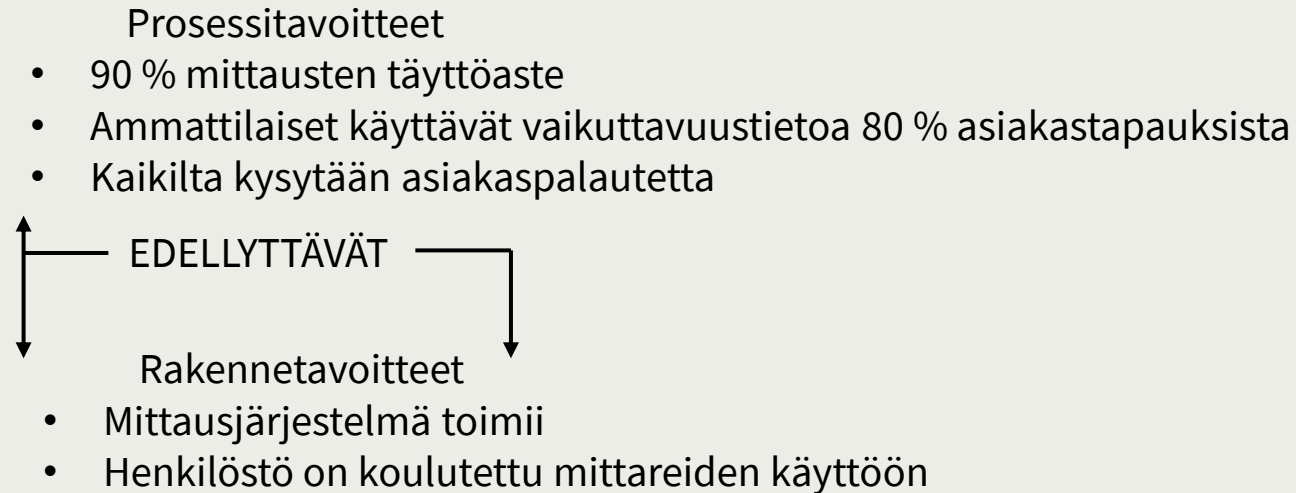 Prosessitavoitteet
• 90 % mittausten täyttöaste
• Ammattilaiset käyttävät vaikuttavuustietoa 80 % asiakastapauksista
• Kaikilta kysytään asiakaspalautetta
EDELLYTTÄVÄT
Rakennetavoitteet
• Mittausjärjestelmä toimii
• Henkilöstö on koulutettu mittareiden käyttöön